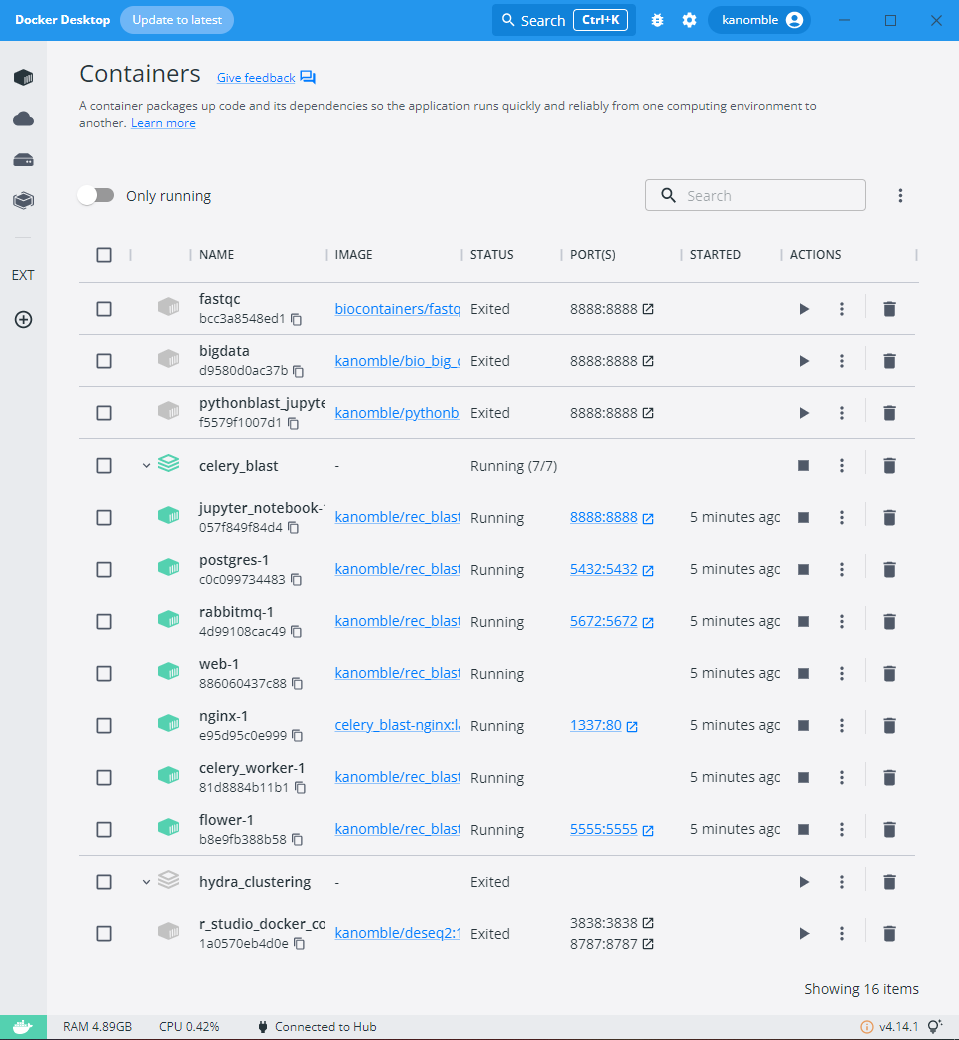 Docker Desktop Update to latest Search Ctrl+K kanomble
Containers Give feedback
A container packages up code and its dependencies so the application runs quickly and reliably from one computing environment to
another. Learn more
Only running Search
EXT
NAME IMAGE STATUS PORT(S) STARTED ACTIONS
fastqc
bcc3a8548ed1 biocontainers/fastq Exited 8888:8888
bigdata
d9580d0ac37b kanomble/bio_big_ Exited 8888:8888
pythonblast_jupyte
f5579f1007d1 kanomble/pythonb Exited 8888:8888
celery_blast - Running (7/7)
jupyter_notebook-
057f849f84d4 kanomble/rec_blast Running 8888:8888 5 minutes ago
postgres-1
c0c099734483 kanomble/rec_blast Running 5432:5432 5 minutes ago
rabbitmq-1
4d99108cac49 kanomble/rec_blast Running 5672:5672 5 minutes ago
web-1
886060437c88 kanomble/rec_blast Running 5 minutes ago
nginx-1
e95d95c0e999 celery_blast-nginx:la Running 1337:80 5 minutes ago
celery_worker-1
81d8884b11b1 kanomble/rec_blast Running 5 minutes ago
flower-1
b8e9fb388b58 kanomble/rec_blast Running 5555:5555 5 minutes ago
hydra_clustering - Exited
r_studio_docker_co 3838:3838
1a0570eb4d0e kanomble/deseq2:1 Exited 8787:8787
Showing 16 items
RAM 4.89GB CPU 0.42% Connected to Hub v4.14.1